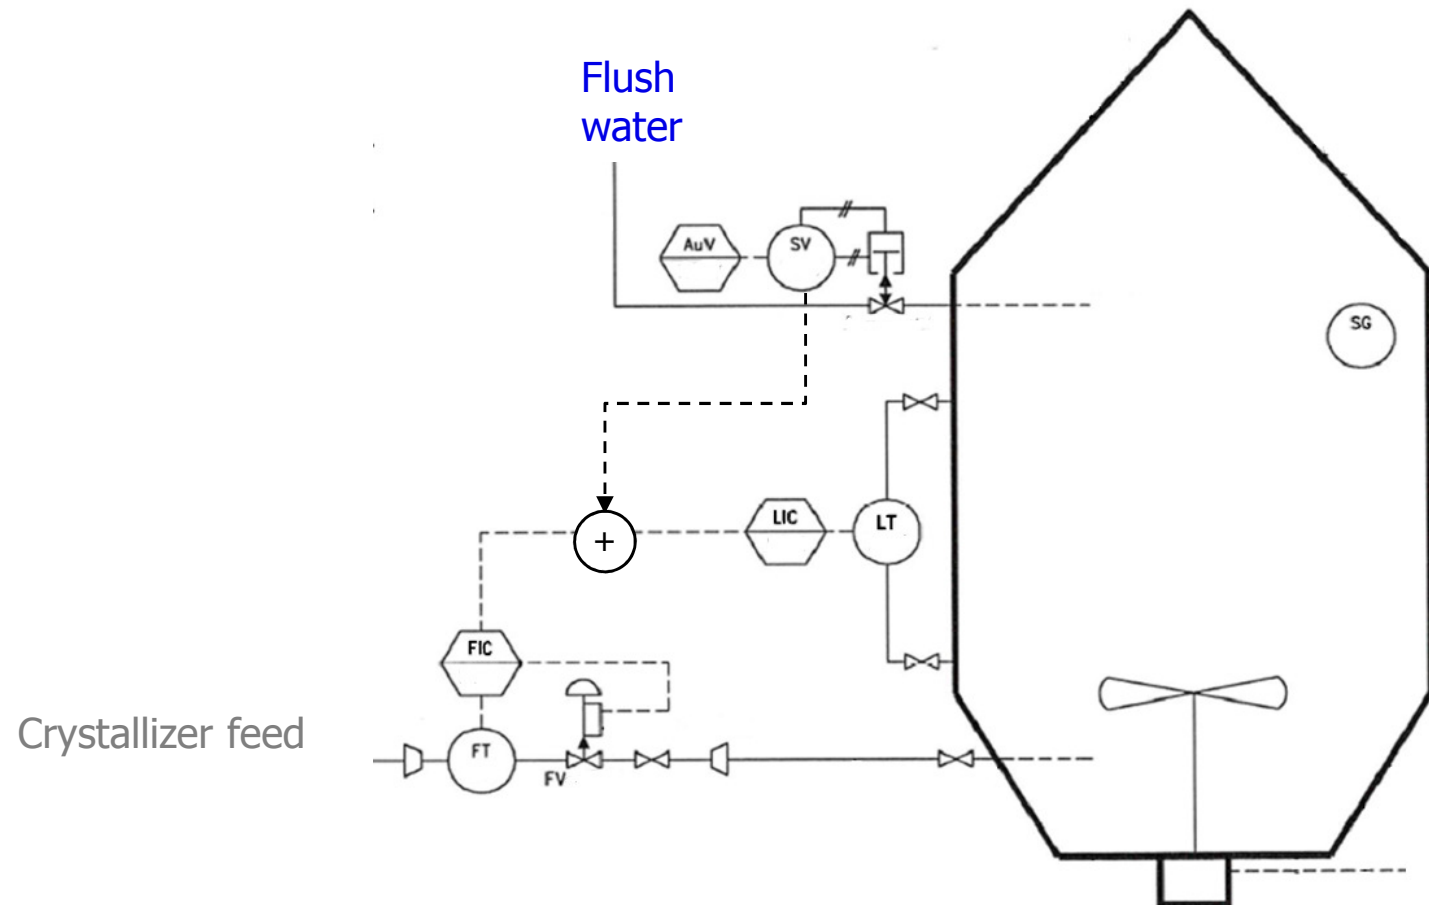 Flush
water
AuV
SV
SG
LIC
LT
+
FIC
Crystallizer feed
FT
FV